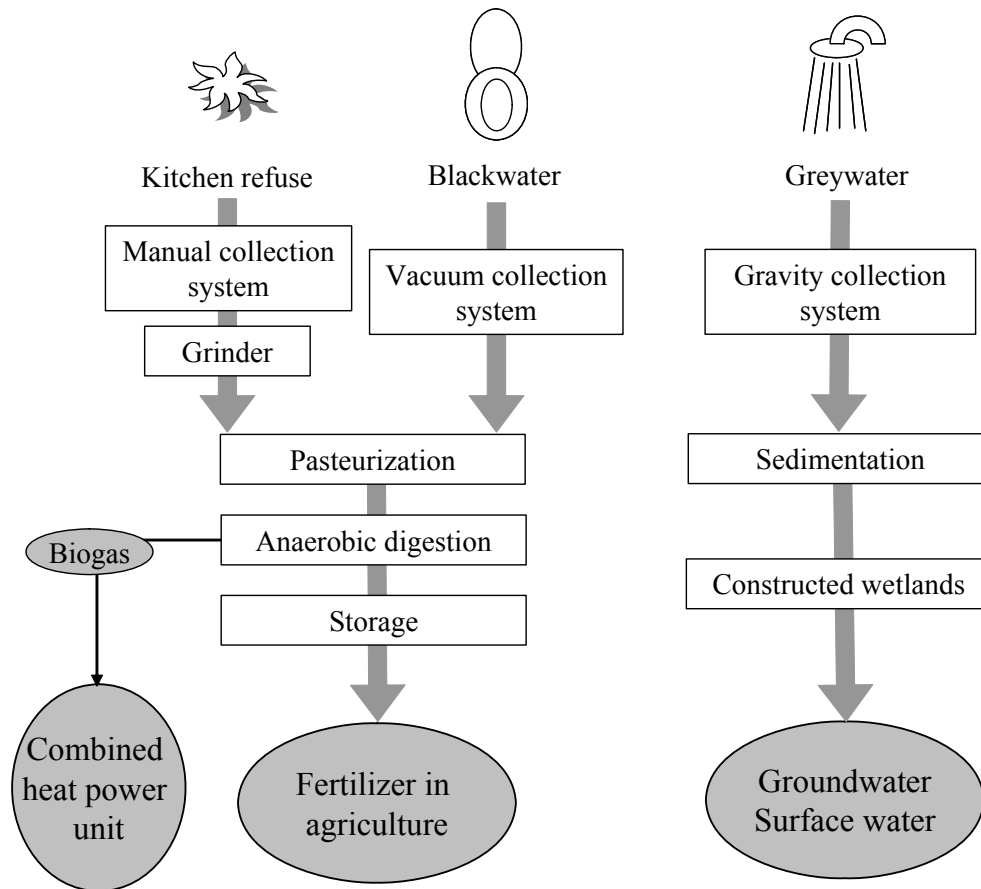 Kitchen refuse
Blackwater
Greywater
Manual collection
system
Vacuum collection
system
Gravity collection
system
Grinder
Pasteurization
Sedimentation
Biogas
Anaerobic digestion
Constructed wetlands
Storage
Combined
heat power
unit
Fertilizer in
agriculture
Groundwater
Surface water